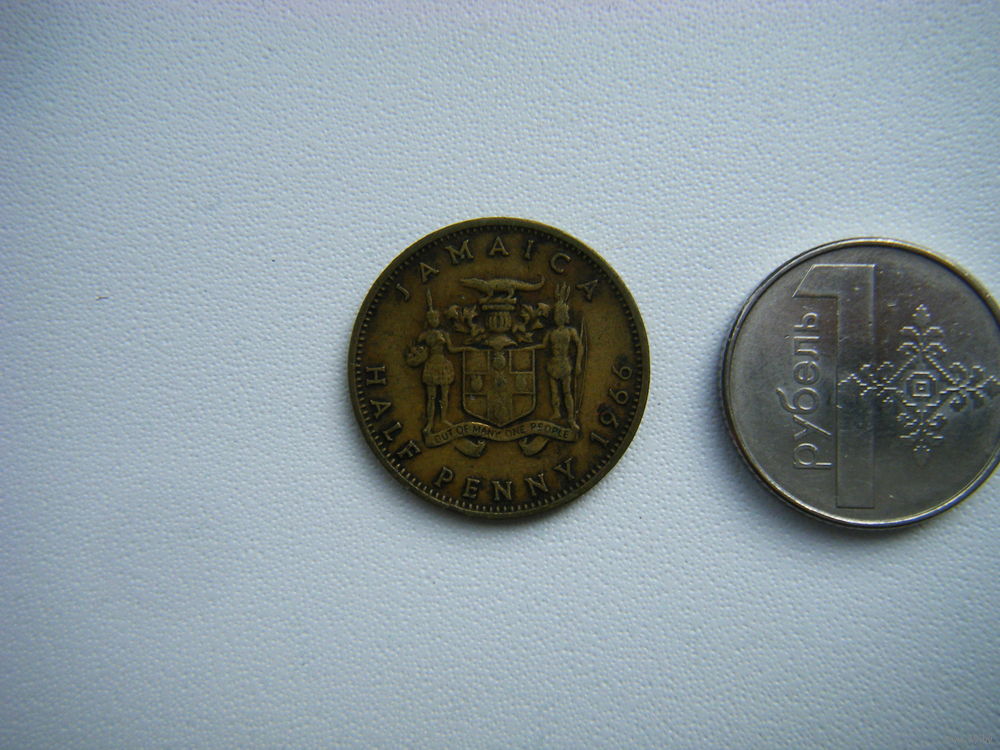 JAMAICA
OUT OF MANY ONE PEOPLE
HALF PENNY 1966
1 рубель